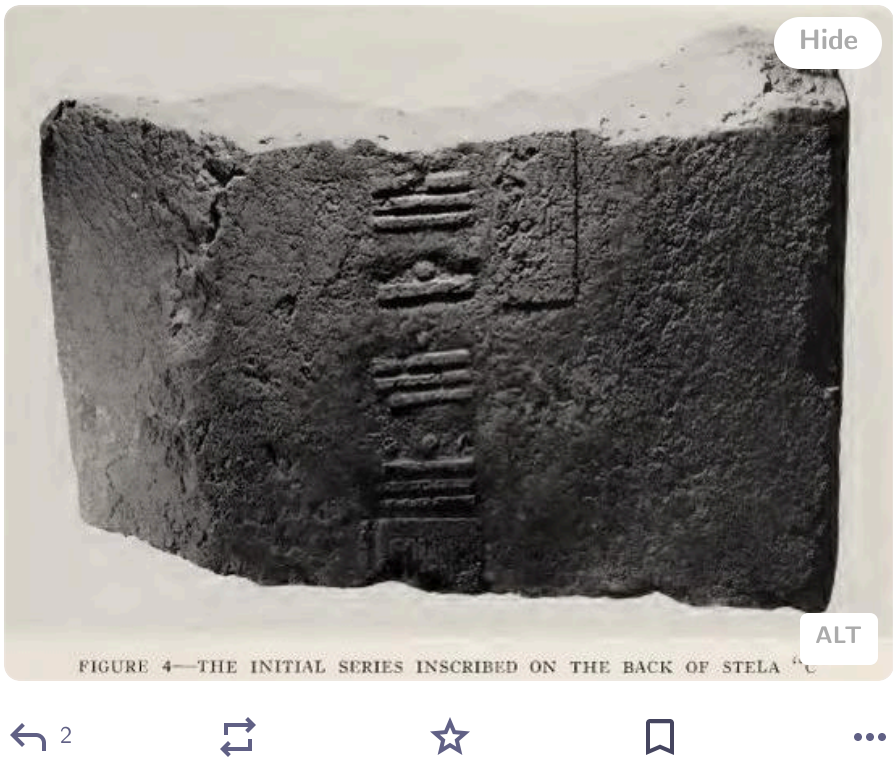 Hide
ALT
FIGURE 4—THE INITIAL SERIES INSCRIBED ON THE BACK OF STELA “C
2